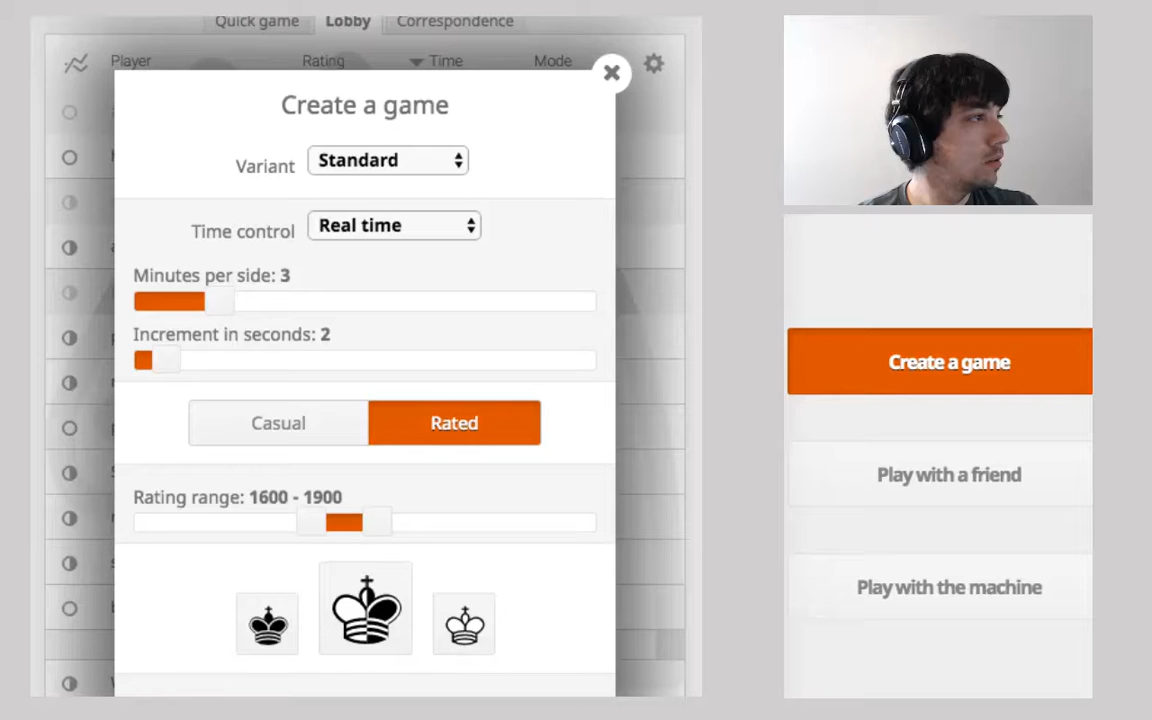 Quick game Lobby Correspondence
Player Rating Time Mode
Create a game
Variant Standard
Time control Real time
Minutes per side: 3
Increment in seconds: 2
Casual Rated
Rating range: 1600 - 1900
Create a game
Play with a friend
Play with the machine